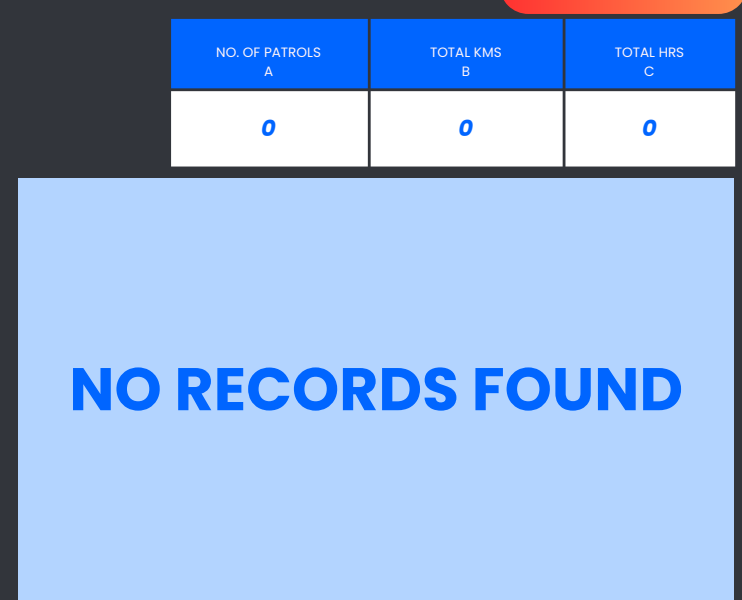 NO. OF PATROLS
A
TOTAL KMS
B
TOTAL HRS
C
0
0
0
NO RECORDS FOUND